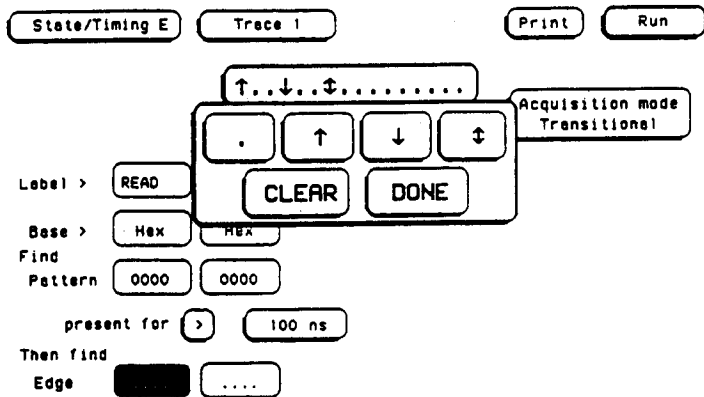 State/Timing E Trace 1 Print Run
↑..↓..↕.........
Acquisition mode
Transitional
. ↑ ↓ ↕
CLEAR DONE
Label > READ
Base > Hex Hex
Find
Pattern 0000 0000
present for > 100 ns
Then find
Edge .... ....